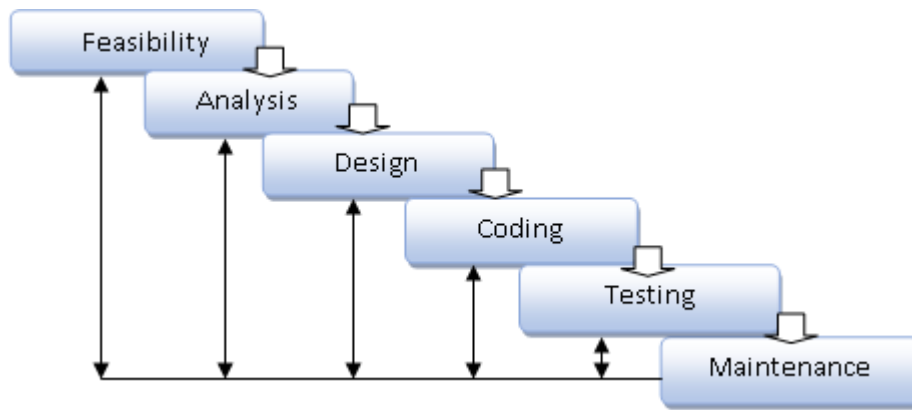 Feasibility
Analysis
Design
Coding
Testing
Maintenance